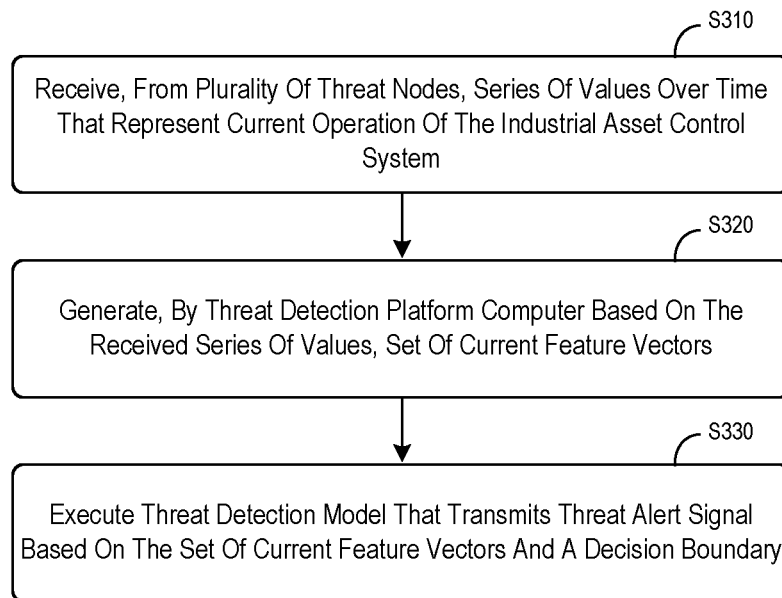 S310
Receive, From Plurality Of Threat Nodes, Series Of Values Over Time
That Represent Current Operation Of The Industrial Asset Control
System
S320
Generate, By Threat Detection Platform Computer Based On The
Received Series Of Values, Set Of Current Feature Vectors
S330
Execute Threat Detection Model That Transmits Threat Alert Signal
Based On The Set Of Current Feature Vectors And A Decision Boundary